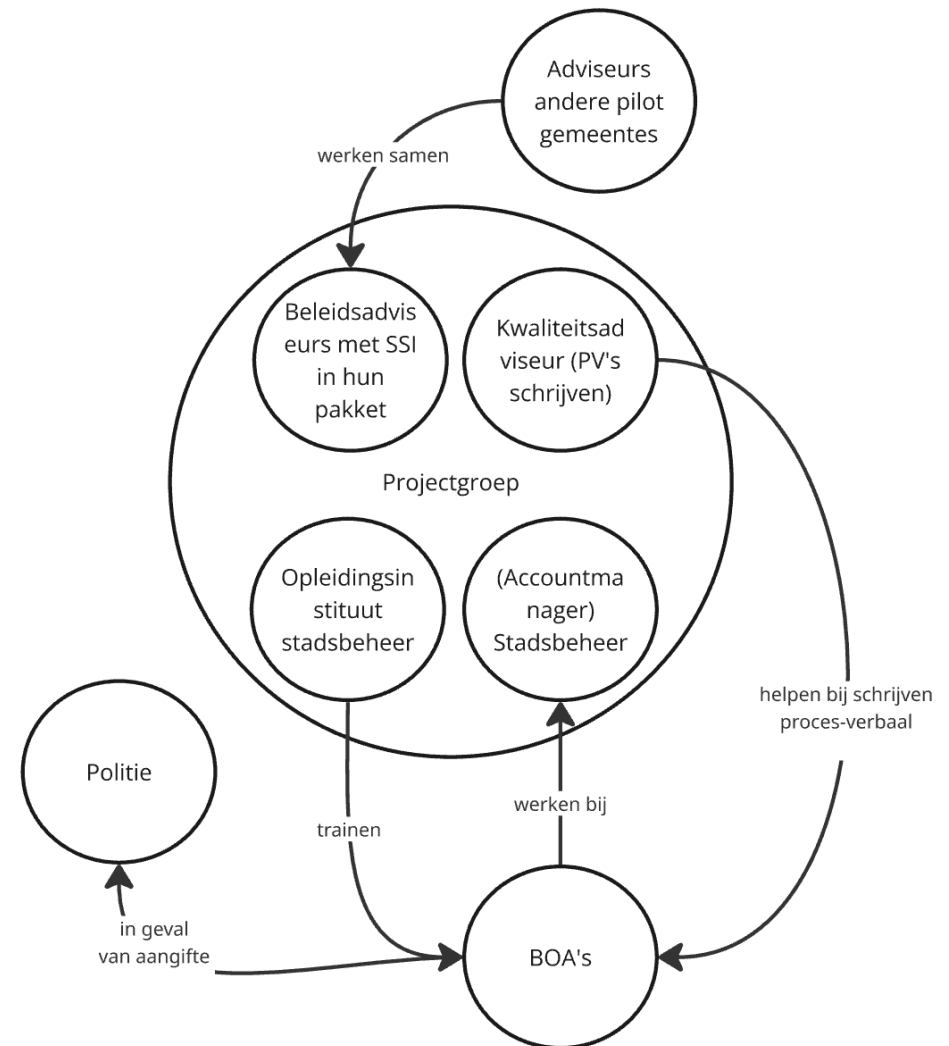 Adviseurs
andere pilot
gemeentes
werken samen
Beleidsadvis
eurs met SSI
in hun
pakket
Kwaliteitsad
viseur (PV's
schrijven)
Projectgroep
Opleidingsin
stituut
stadsbeheer
(Accountma
nager)
Stadsbeheer
helpen bij schrijven
proces-verbaal
Politie
werken bij
trainen
in geval
van aangifte
BOA's